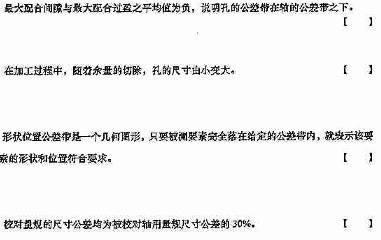 最大配合间隙与最大配合过盈之平均值为负，说明孔的公差带在轴的公差带之下。 【 】
在加工过程中，随着余量的切除，孔的尺寸由小变大。 【 】
形状位置公差带是一个几何图形，只要被测要素完全落在给定的公差带内，就表示该要
素的形状和位置符合要求。 【 】
校对量规的尺寸公差均为被校对轴用量规尺寸公差的30%。 【 】